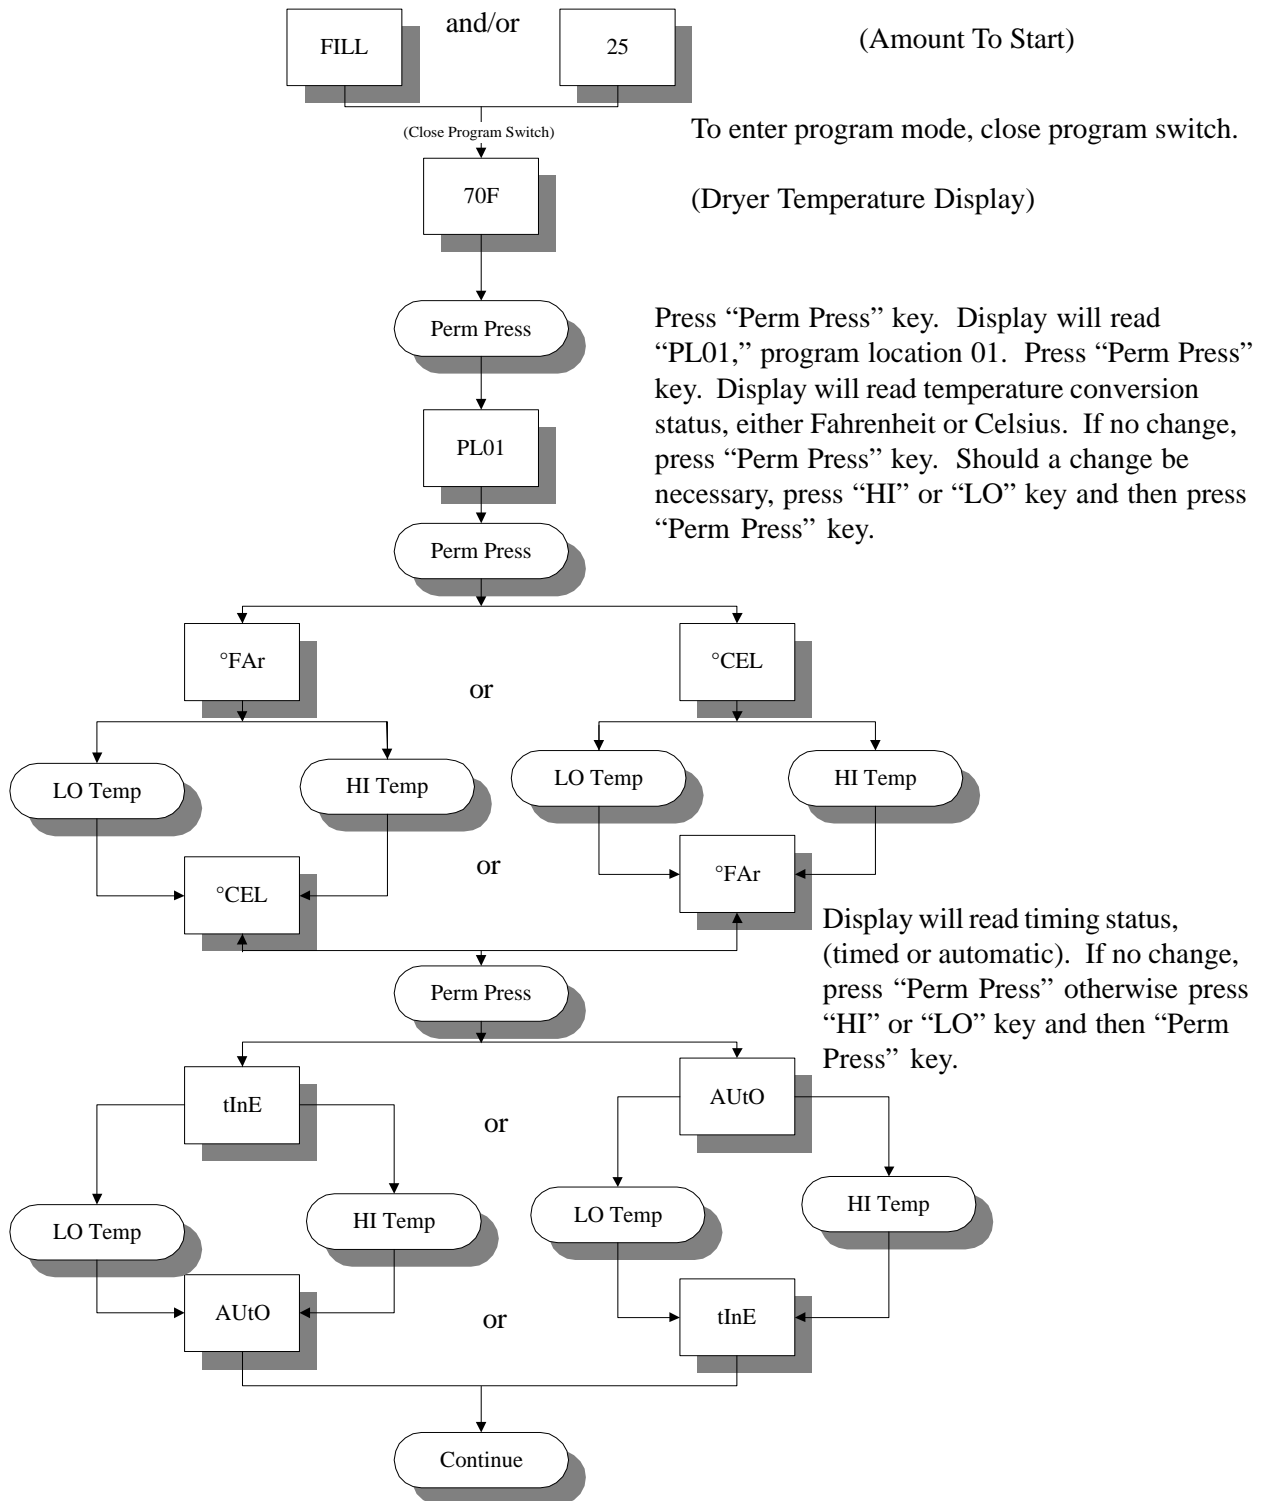 FILL
and/or
25
(Amount To Start)
(Close Program Switch)
To enter program mode, close program switch.
70F
(Dryer Temperature Display)
Perm Press
Press “Perm Press” key. Display will read
“PL01,” program location 01. Press “Perm Press”
key. Display will read temperature conversion
status, either Fahrenheit or Celsius. If no change,
press “Perm Press” key. Should a change be
necessary, press “HI” or “LO” key and then press
“Perm Press” key.
PL01
Perm Press
°FAr
or
°CEL
LO Temp
HI Temp
LO Temp
HI Temp
°CEL
or
°FAr
Display will read timing status,
(timed or automatic). If no change,
press “Perm Press” otherwise press
“HI” or “LO” key and then “Perm
Press” key.
Perm Press
tInE
or
AUtO
LO Temp
HI Temp
LO Temp
HI Temp
AUtO
or
tInE
Continue